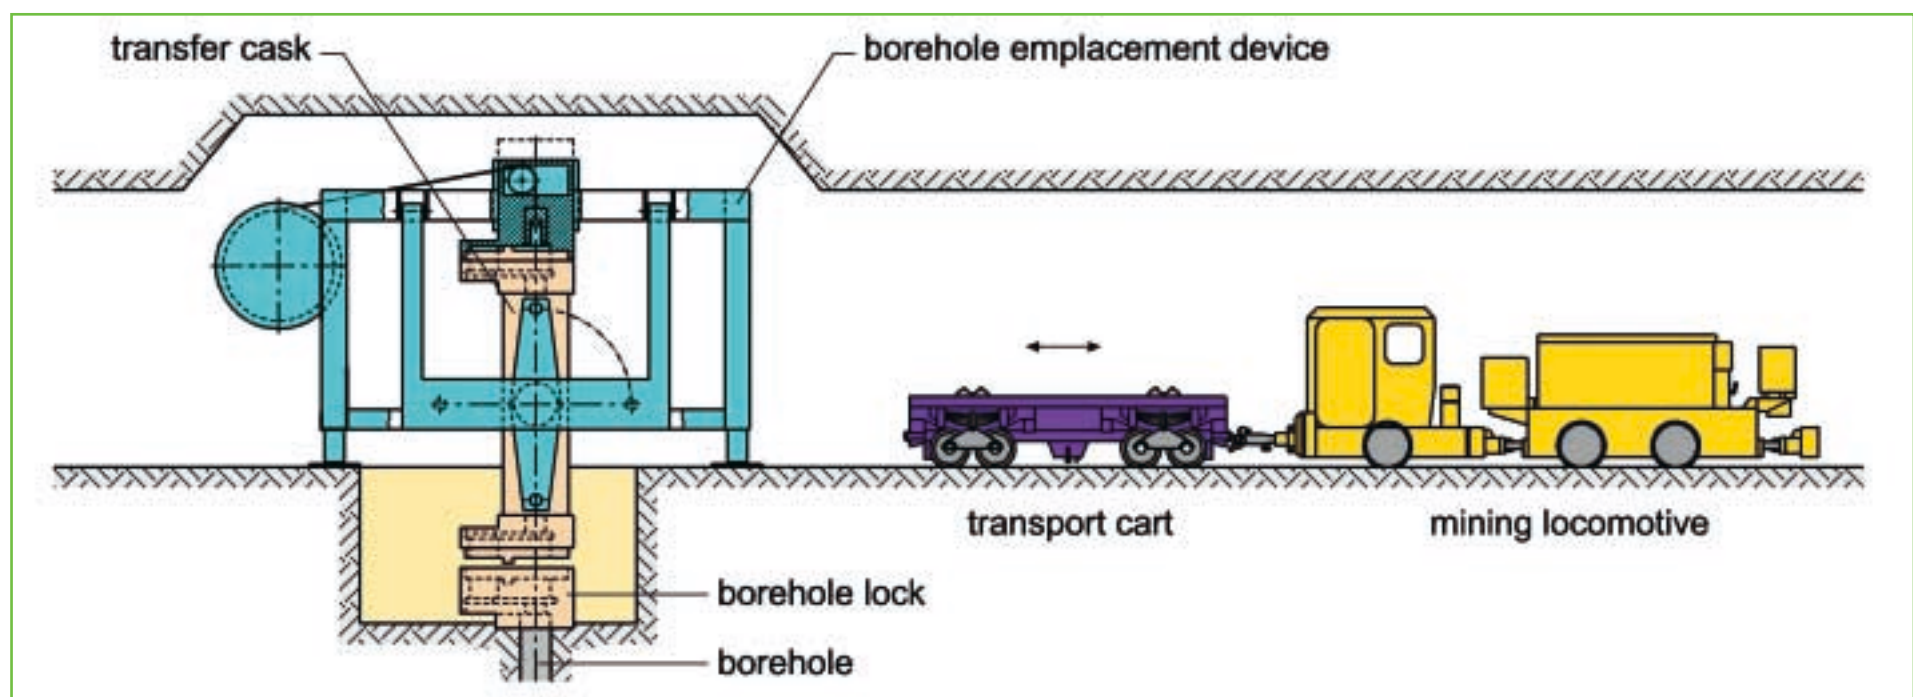 transfer cask
borehole emplacement device
transport cart
mining locomotive
borehole lock
borehole